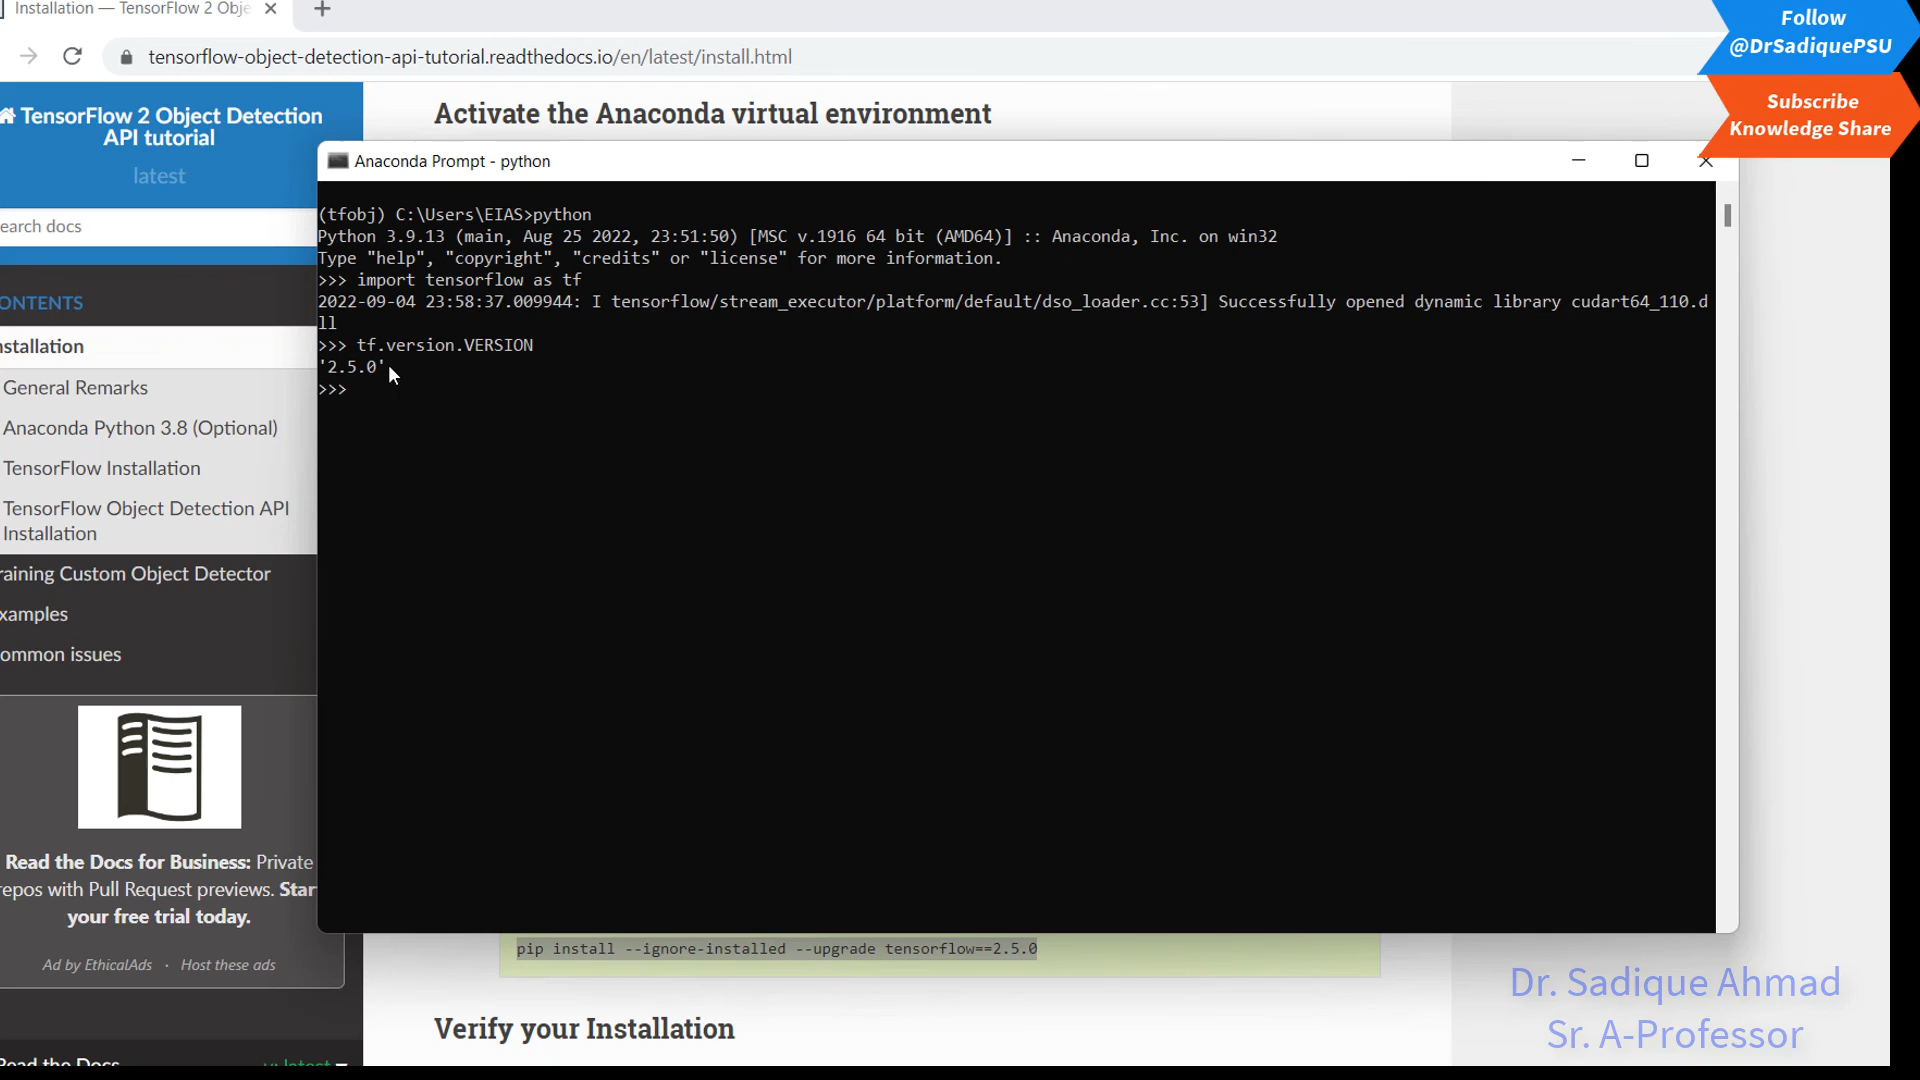 Installation — TensorFlow 2 Obje
tensorflow-object-detection-api-tutorial.readthedocs.io/en/latest/install.html
Follow
@DrSadiquePSU
Subscribe
Knowledge Share
TensorFlow 2 Object Detection
API tutorial
latest
earch docs
ONTENTS
nstallation
General Remarks
Anaconda Python 3.8 (Optional)
TensorFlow Installation
TensorFlow Object Detection API
Installation
raining Custom Object Detector
xamples
ommon issues
Read the Docs for Business: Private
repos with Pull Request previews. Star
your free trial today.
Ad by EthicalAds · Host these ads
Read the Docs
v: latest
Activate the Anaconda virtual environment
Anaconda Prompt - python
(tfobj) C:\Users\EIAS>python
Python 3.9.13 (main, Aug 25 2022, 23:51:50) [MSC v.1916 64 bit (AMD64)] :: Anaconda, Inc. on win32
Type "help", "copyright", "credits" or "license" for more information.
>>> import tensorflow as tf
2022-09-04 23:58:37.009944: I tensorflow/stream_executor/platform/default/dso_loader.cc:53] Successfully opened dynamic library cudart64_110.d
ll
>>> tf.version.VERSION
'2.5.0'
>>>
pip install --ignore-installed --upgrade tensorflow==2.5.0
Verify your Installation
Dr. Sadique Ahmad
Sr. A-Professor